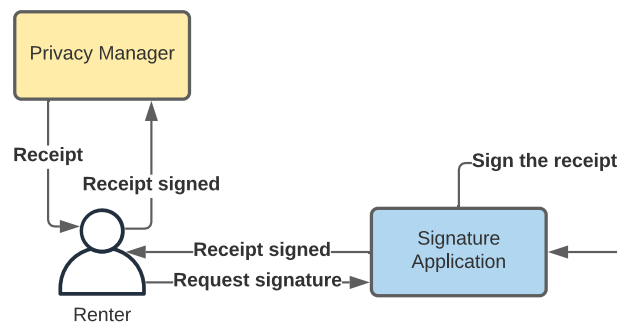 Privacy Manager
Receipt
Sign the receipt
Receipt signed
Signature
Application
Receipt signed
Request signature
Renter